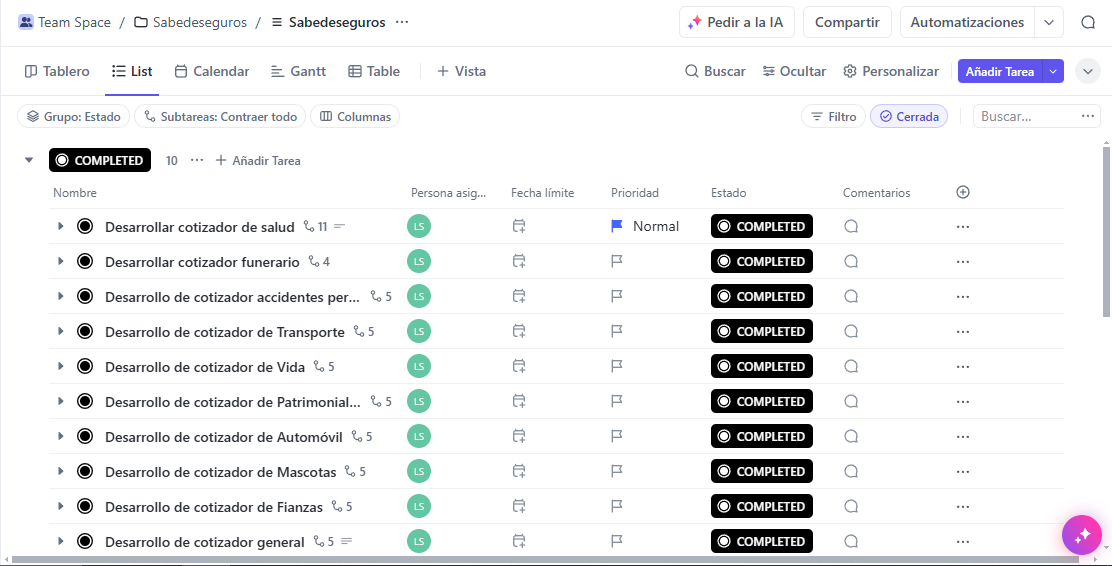 Team Space / Sabedeseguros / Sabedeseguros ··· Pedir a la IA Compartir Automatizaciones
Tablero List Calendar Gantt Table + Vista Buscar Ocultar Personalizar Añadir Tarea
Grupo: Estado Subtareas: Contraer todo Columnas Filtro Cerrada Buscar... ···
COMPLETED 10 ··· + Añadir Tarea
Nombre Persona asig... Fecha límite Prioridad Estado Comentarios
Desarrollar cotizador de salud 11 LS Normal COMPLETED ···
Desarrollar cotizador funerario 4 LS COMPLETED ···
Desarrollo de cotizador accidentes per... 5 LS COMPLETED ···
Desarrollo de cotizador de Transporte 5 LS COMPLETED ···
Desarrollo de cotizador de Vida 5 LS COMPLETED ···
Desarrollo de cotizador de Patrimonial... 5 LS COMPLETED ···
Desarrollo de cotizador de Automóvil 5 LS COMPLETED ···
Desarrollo de cotizador de Mascotas 5 LS COMPLETED ···
Desarrollo de cotizador de Fianzas 5 LS COMPLETED ···
Desarrollo de cotizador general 5 LS COMPLETED ···